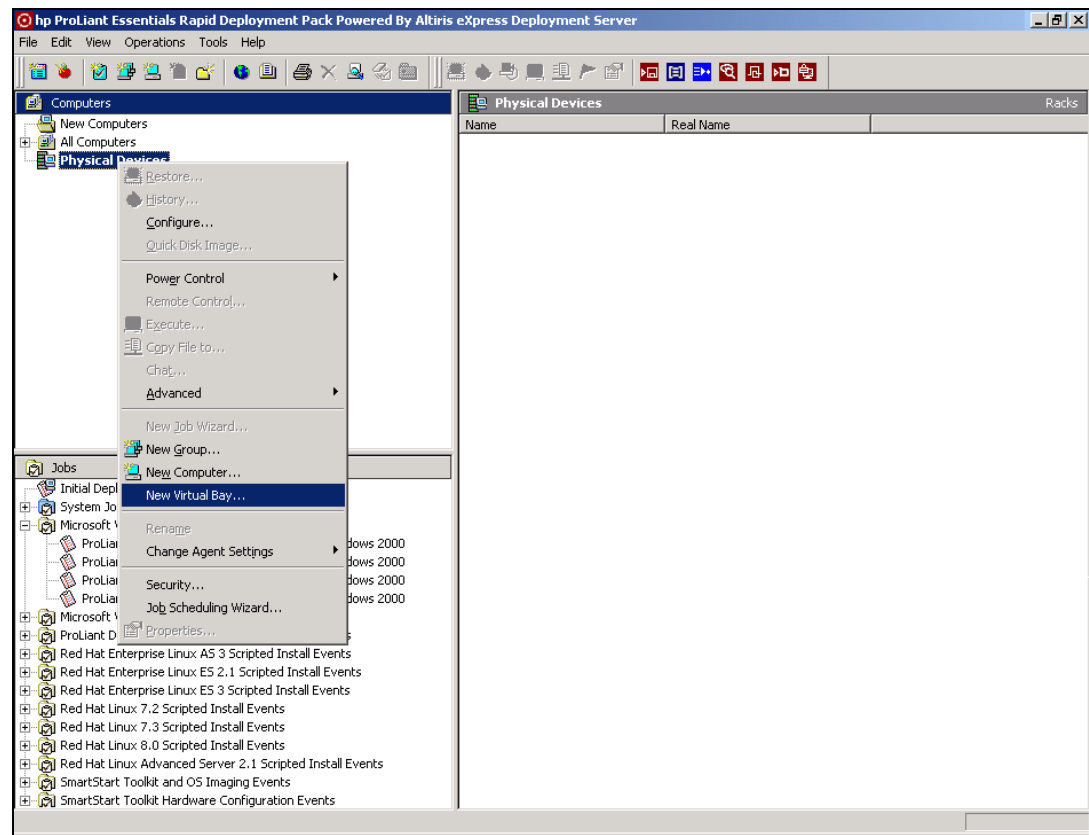 hp ProLiant Essentials Rapid Deployment Pack Powered By Altiris eXpress Deployment Server
File Edit View Operations Tools Help
Computers
New Computers
All Computers
Physical Devices
Restore...
History...
Configure...
Quick Disk Image...
Power Control
Remote Control...
Execute...
Copy File to...
Chat...
Advanced
New Job Wizard...
New Group...
New Computer...
New Virtual Bay...
Rename
Change Agent Settings
Security...
Job Scheduling Wizard...
Properties...
Physical Devices Racks
Name Real Name
Jobs
Initial Depl
System Jo
Microsoft
ProLia dows 2000
ProLia dows 2000
ProLia dows 2000
ProLia dows 2000
Microsoft
ProLiant D s
Red Hat Enterprise Linux AS 3 Scripted Install Events
Red Hat Enterprise Linux ES 2.1 Scripted Install Events
Red Hat Enterprise Linux ES 3 Scripted Install Events
Red Hat Linux 7.2 Scripted Install Events
Red Hat Linux 7.3 Scripted Install Events
Red Hat Linux 8.0 Scripted Install Events
Red Hat Linux Advanced Server 2.1 Scripted Install Events
SmartStart Toolkit and OS Imaging Events
SmartStart Toolkit Hardware Configuration Events